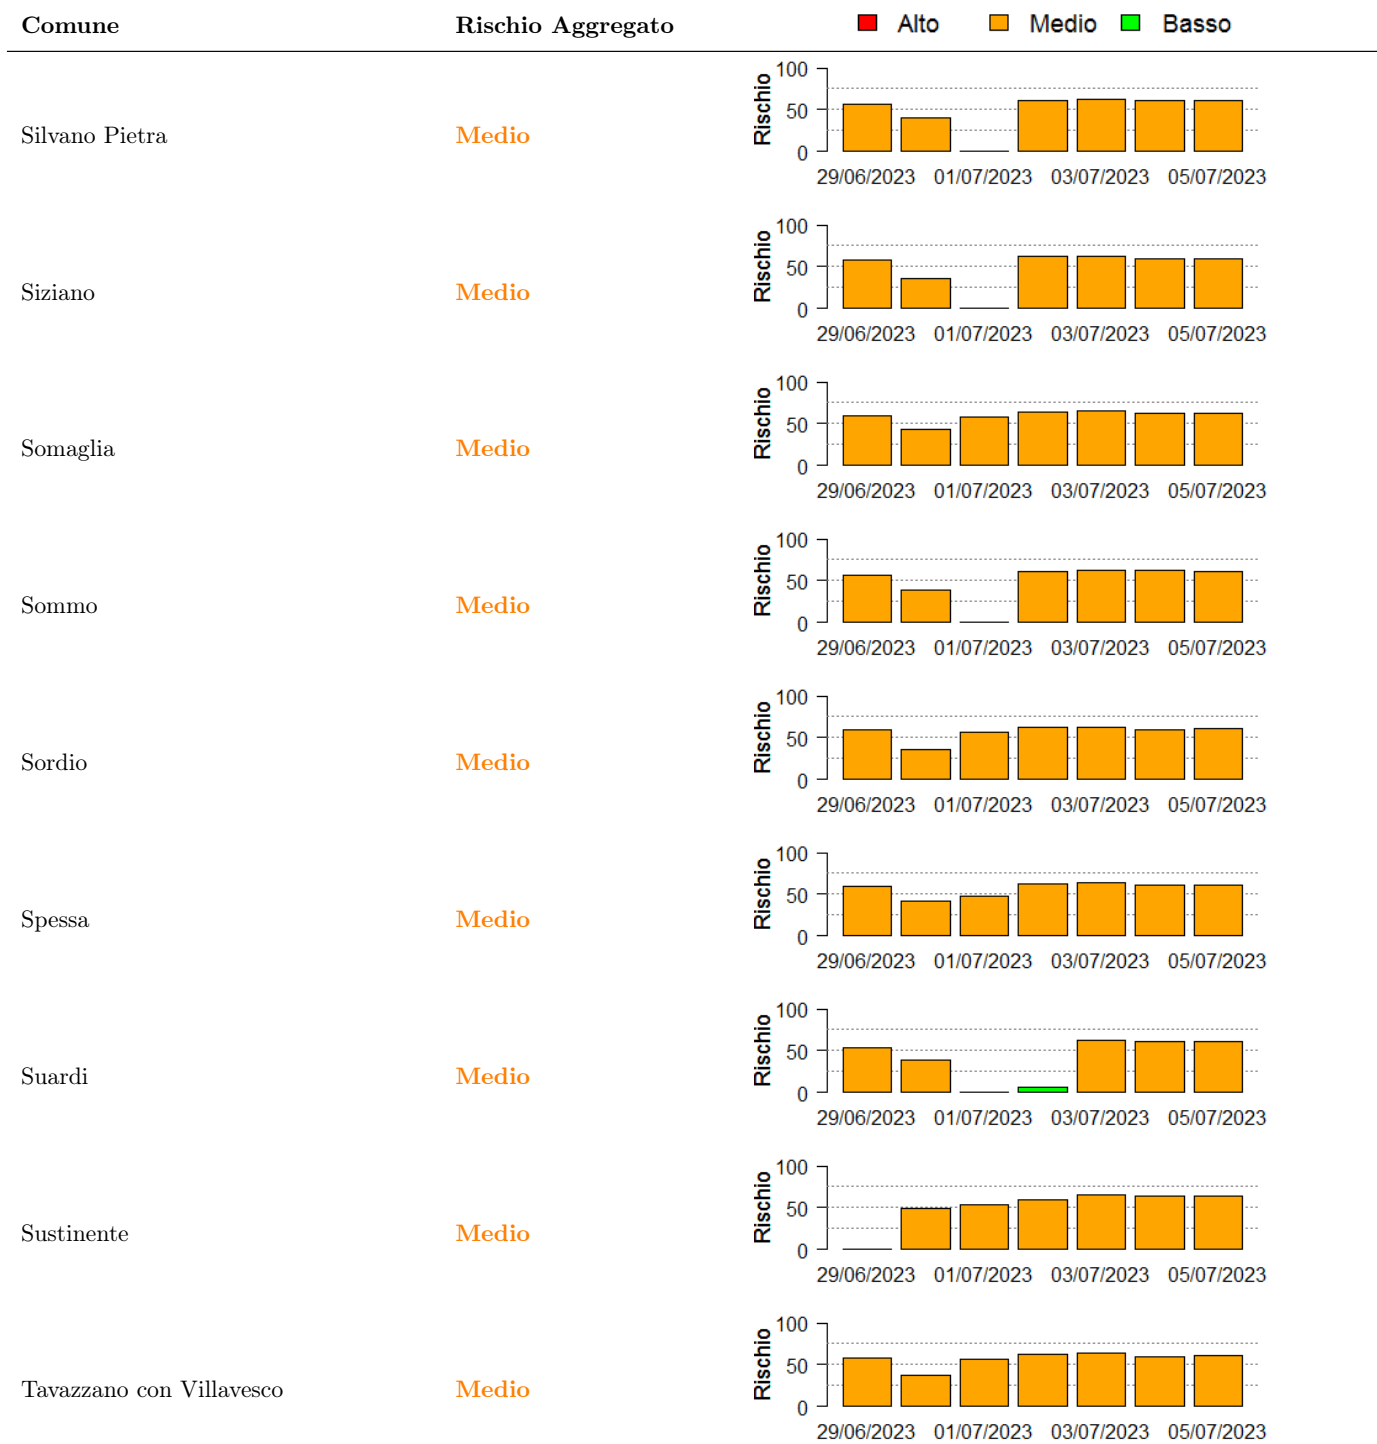 Comune Rischio Aggregato Alto Medio Basso
100
50
0
Rischio
Silvano Pietra Medio
29/06/2023 01/07/2023 03/07/2023 05/07/2023
100
50
0
Rischio
Siziano Medio
29/06/2023 01/07/2023 03/07/2023 05/07/2023
100
50
0
Rischio
Somaglia Medio
29/06/2023 01/07/2023 03/07/2023 05/07/2023
100
50
0
Rischio
Sommo Medio
29/06/2023 01/07/2023 03/07/2023 05/07/2023
100
50
0
Rischio
Sordio Medio
29/06/2023 01/07/2023 03/07/2023 05/07/2023
100
50
0
Rischio
Spessa Medio
29/06/2023 01/07/2023 03/07/2023 05/07/2023
100
50
0
Rischio
Suardi Medio
29/06/2023 01/07/2023 03/07/2023 05/07/2023
100
50
0
Rischio
Sustinente Medio
29/06/2023 01/07/2023 03/07/2023 05/07/2023
100
50
0
Rischio
Tavazzano con Villavesco Medio
29/06/2023 01/07/2023 03/07/2023 05/07/2023